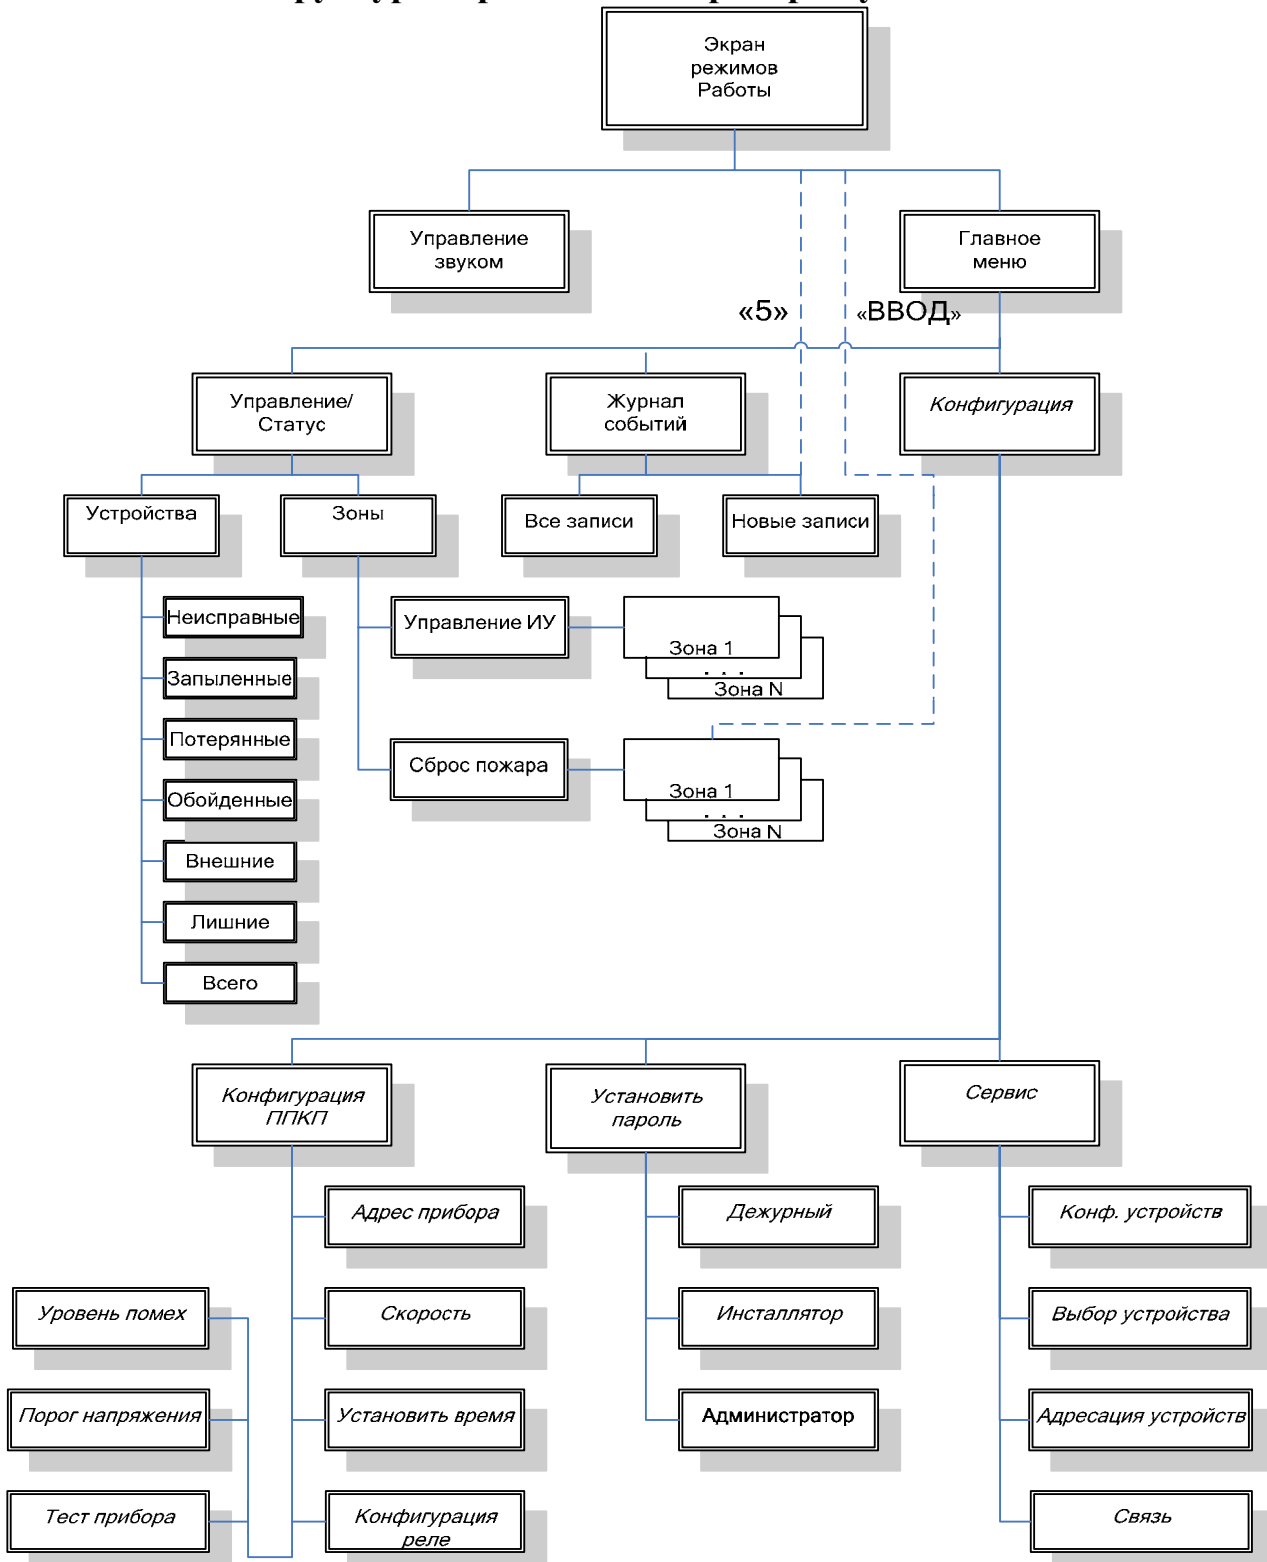 Экран
режимов
Работы
Управление
звуком
Главное
меню
«5»
«ВВОД»
Управление/
Статус
Журнал
событий
Конфигурация
Устройства
Зоны
Все записи
Новые записи
Неисправные
Запыленные
Потерянные
Обойденные
Внешние
Лишние
Всего
Управление ИУ
Зона 1
. . .
Зона N
Сброс пожара
Зона 1
. . .
Зона N
Конфигурация
ППКП
Установить
пароль
Сервис
Адрес прибора
Скорость
Установить время
Конфигурация
реле
Уровень помех
Порог напряжения
Тест прибора
Дежурный
Инсталлятор
Администратор
Конф. устройств
Выбор устройства
Адресация устройств
Связь